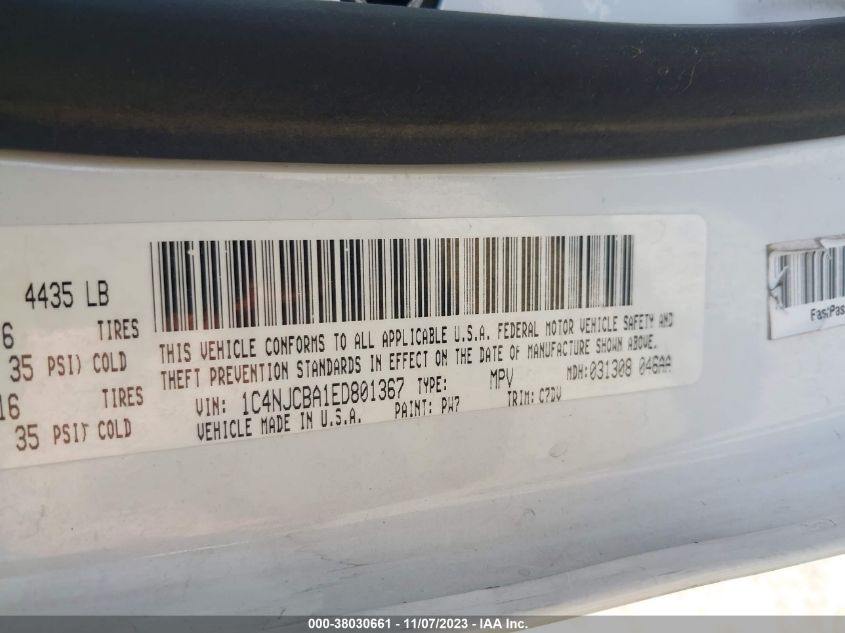 4435 LB
6 TIRES
35 PSI) COLD
16 TIRES
35 PSI) COLD
THIS VEHICLE CONFORMS TO ALL APPLICABLE U.S.A. FEDERAL MOTOR VEHICLE SAFETY AND
THEFT PREVENTION STANDARDS IN EFFECT ON THE DATE OF MANUFACTURE SHOWN ABOVE.
VIN: 1C4NJCBA1ED801367 TYPE: MPV MDH:031308 046AA
VEHICLE MADE IN U.S.A. PAINT: PW7 TRIM: C7DV
FastPas
000-38030661 - 11/07/2023 - IAA Inc.